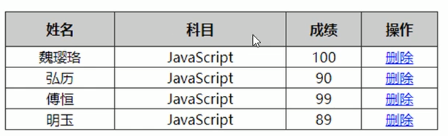 姓名 科目 成绩 操作
魏璎珞 JavaScript 100 删除
弘历 JavaScript 90 删除
傅恒 JavaScript 99 删除
明玉 JavaScript 89 删除